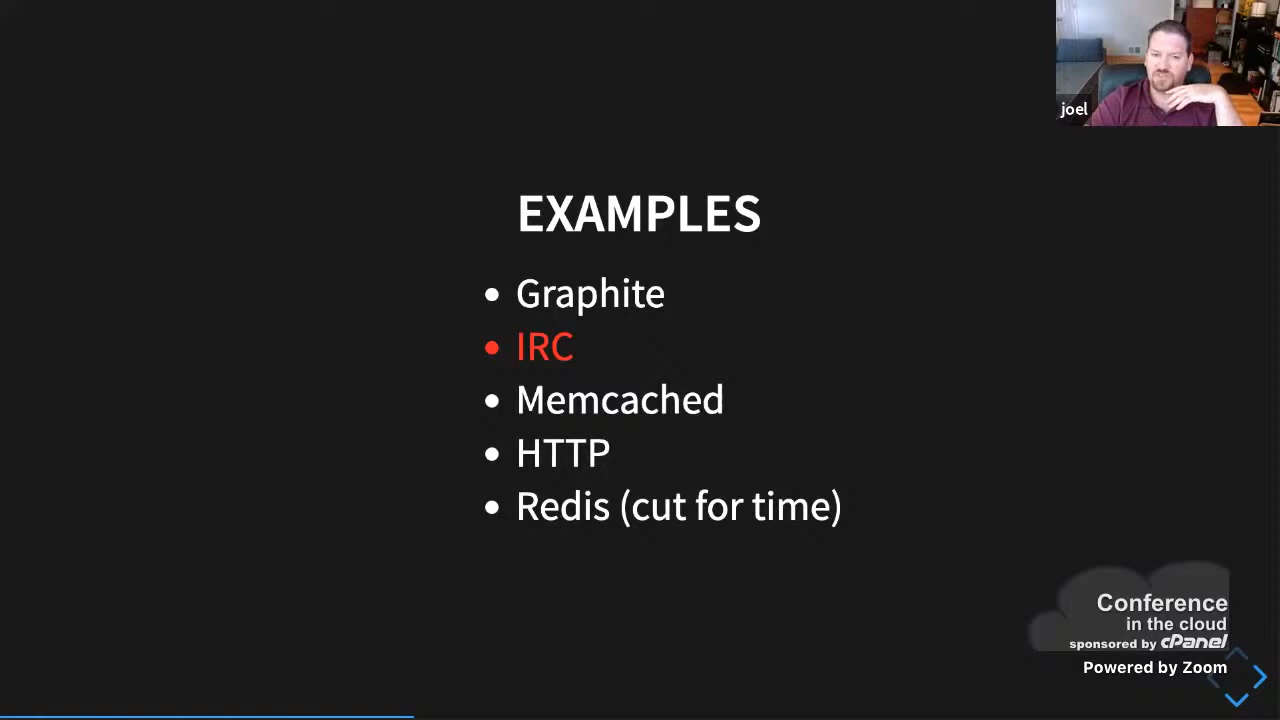 joel
EXAMPLES
Graphite
IRC
Memcached
HTTP
Redis (cut for time)
Conference
in the cloud
sponsored by cPanel
Powered by Zoom